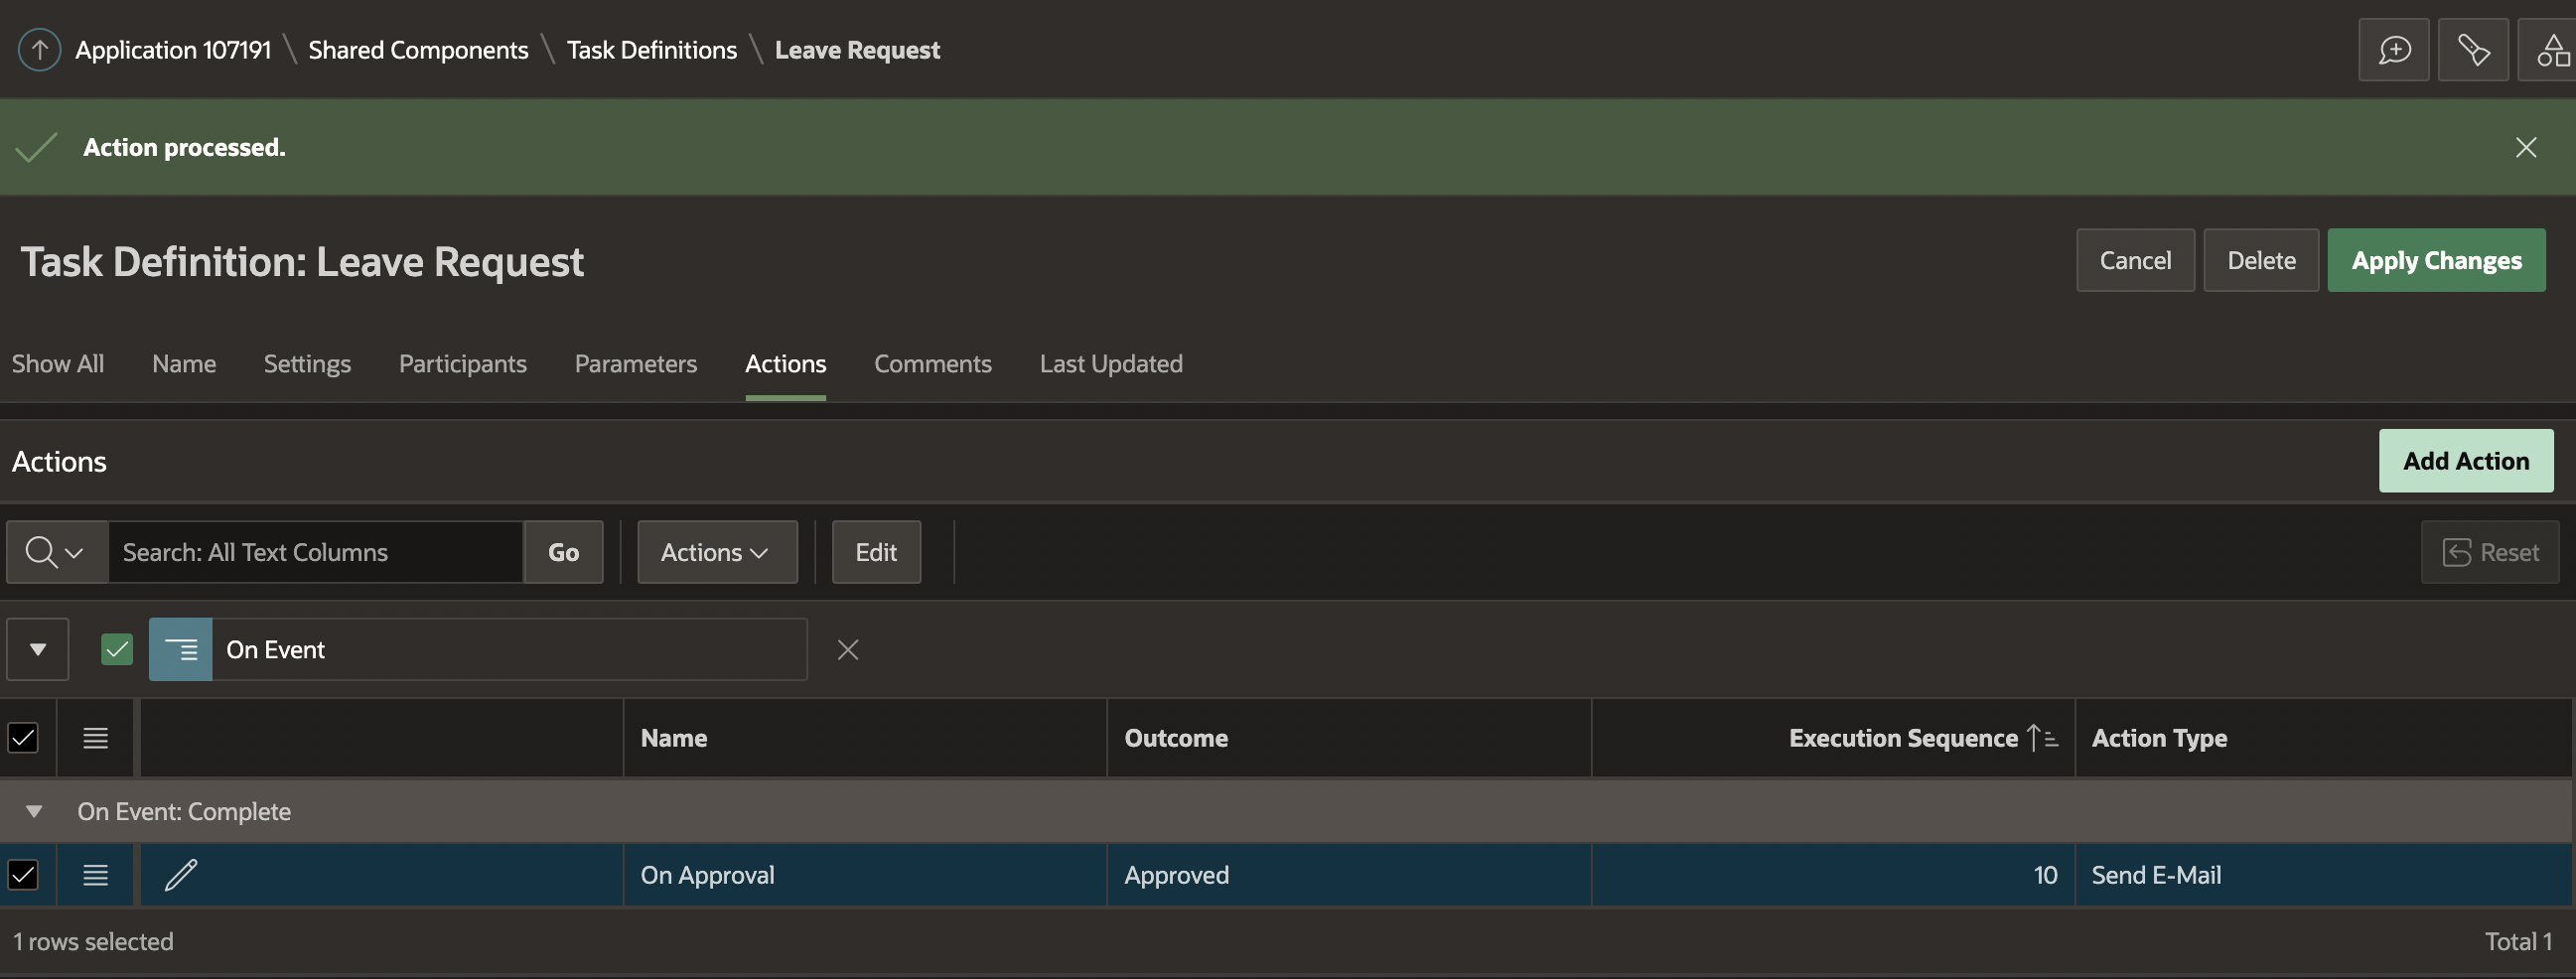 Application 107191 \ Shared Components \ Task Definitions \ Leave Request
Action processed.
Task Definition: Leave Request
Cancel Delete Apply Changes
Show All Name Settings Participants Parameters Actions Comments Last Updated
Actions Add Action
Search: All Text Columns Go Actions Edit Reset
On Event
Name Outcome Execution Sequence Action Type
On Event: Complete
On Approval Approved 10 Send E-Mail
1 rows selected Total 1